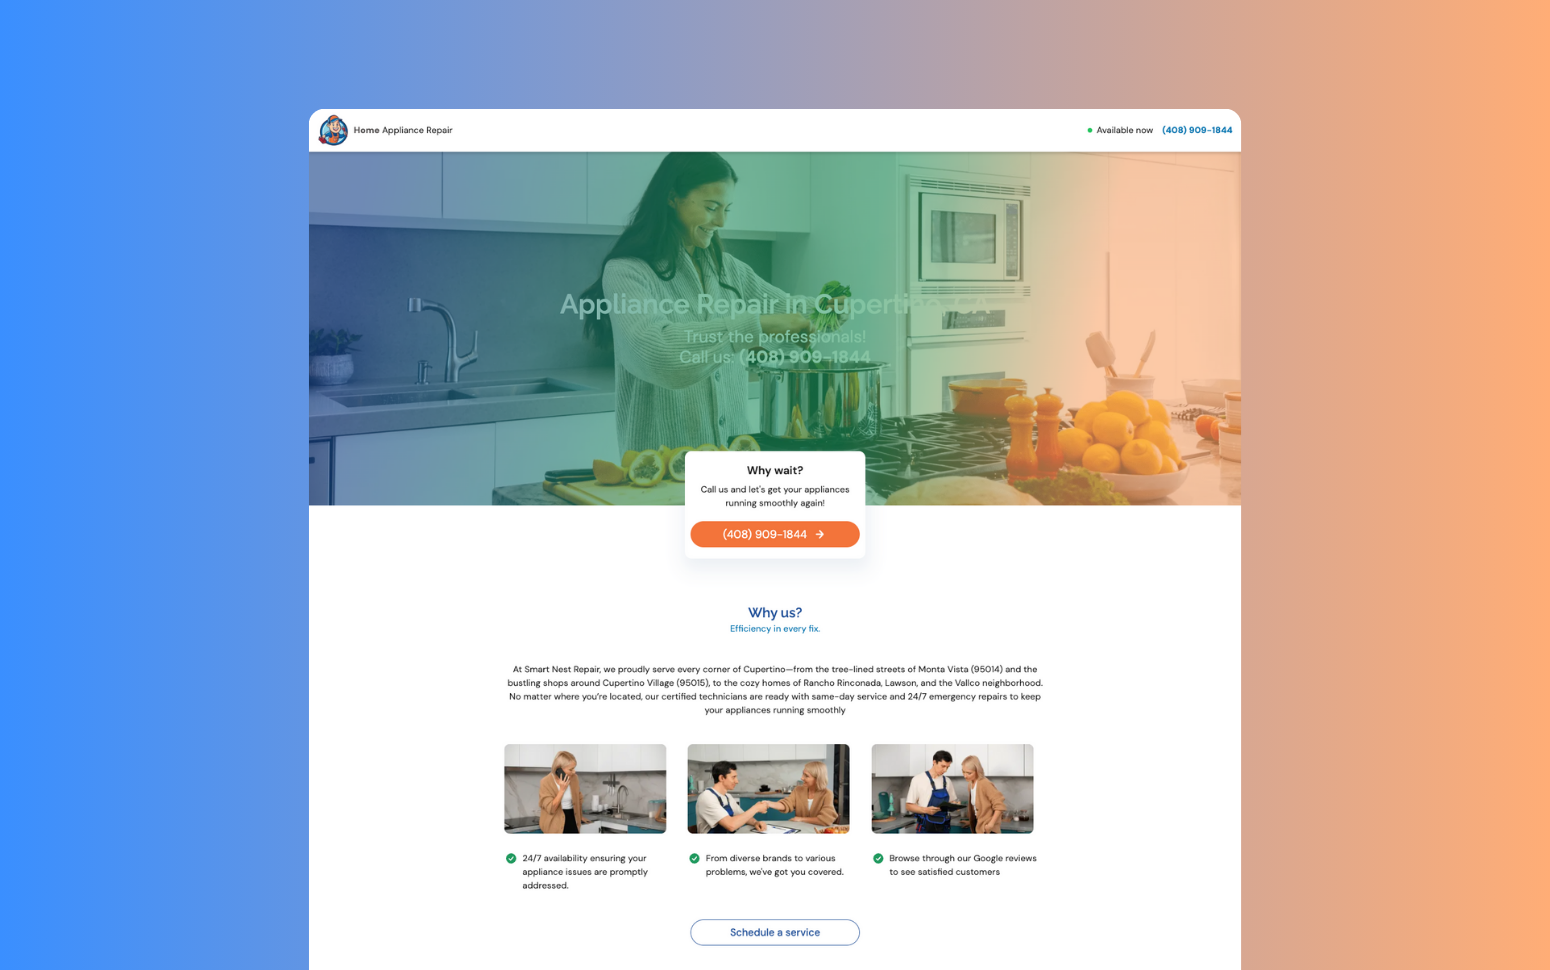 Home Appliance Repair
Available now (408) 909-1844
Appliance Repair in Cupertino, CA
Trust the professionals!
Call us: (408) 909-1844
Why wait?
Call us and let's get your appliances
running smoothly again!
(408) 909-1844
Why us?
Efficiency in every fix.
At Smart Nest Repair, we proudly serve every corner of Cupertino—from the tree-lined streets of Monta Vista (95014) and the
bustling shops around Cupertino Village (95015), to the cozy homes of Rancho Rinconada, Lawson, and the Vallco neighborhood.
No matter where you're located, our certified technicians are ready with same-day service and 24/7 emergency repairs to keep
your appliances running smoothly
24/7 availability ensuring your
appliance issues are promptly
addressed.
From diverse brands to various
problems, we've got you covered.
Browse through our Google reviews
to see satisfied customers
Schedule a service